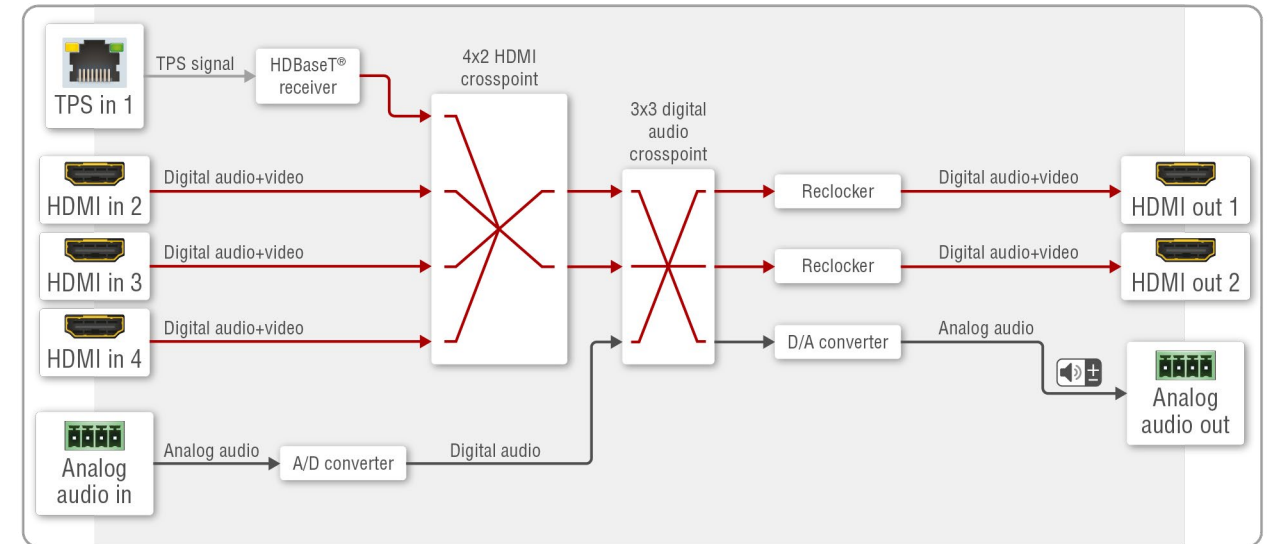 TPS in 1
TPS signal
HDBaseT®
receiver
4x2 HDMI
crosspoint
3x3 digital
audio
crosspoint
HDMI in 2
Digital audio+video
HDMI in 3
Digital audio+video
HDMI in 4
Digital audio+video
Analog
audio in
Analog audio
A/D converter
Digital audio
Reclocker
Digital audio+video
HDMI out 1
Reclocker
Digital audio+video
HDMI out 2
D/A converter
Analog audio
Analog
audio out